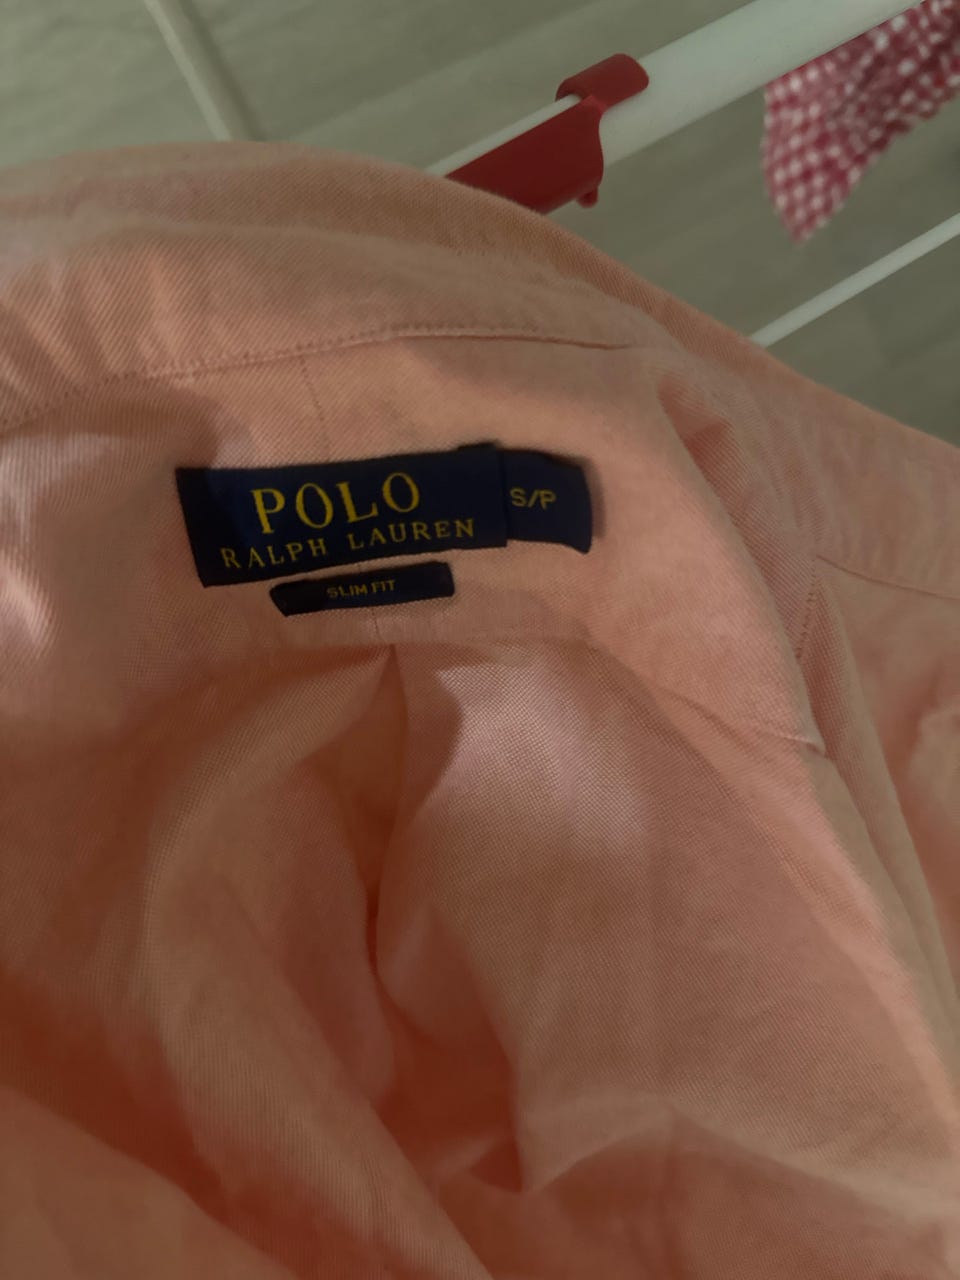 POLO
RALPH LAUREN
S/P
SLIM FIT